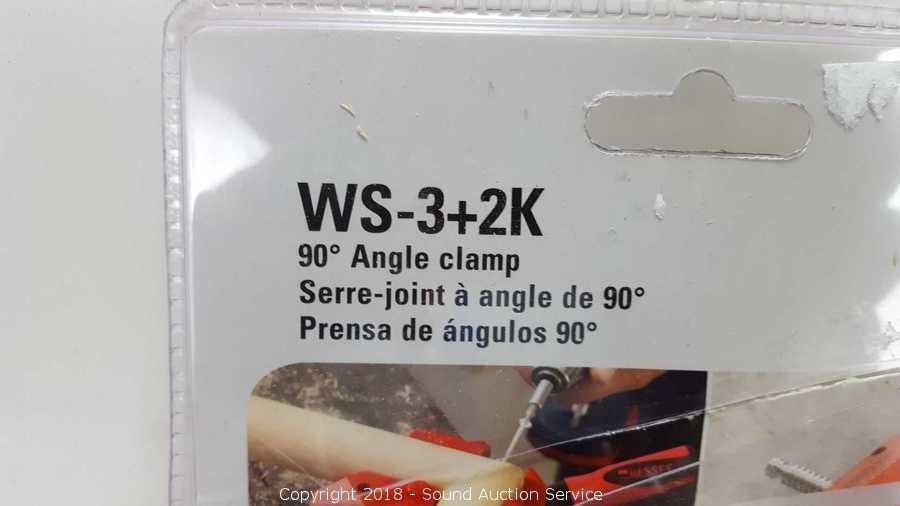 WS-3+2K
90° Angle clamp
Serre-joint à angle de 90°
Prensa de ángulos 90°
BESSEY
Copyright 2018 - Sound Auction Service